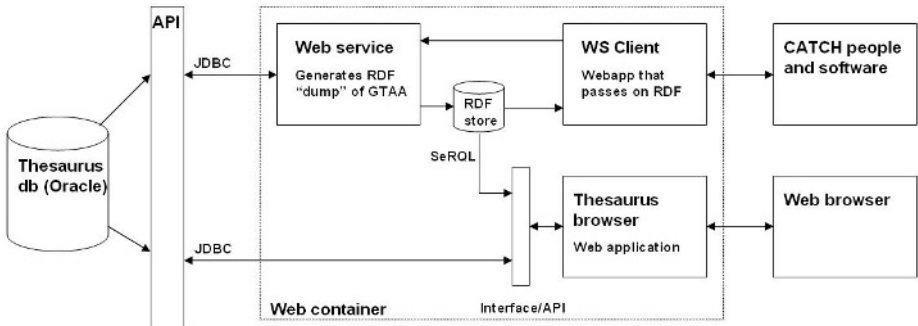 API
Web service
WS Client
CATCH people
and software
JDBC
Generates RDF
"dump" of GTAA
Webapp that
passes on RDF
RDF
store
Thesaurus
db (Oracle)
SeRQL
Thesaurus
browser
Web application
Web browser
JDBC
Web container
Interface/API